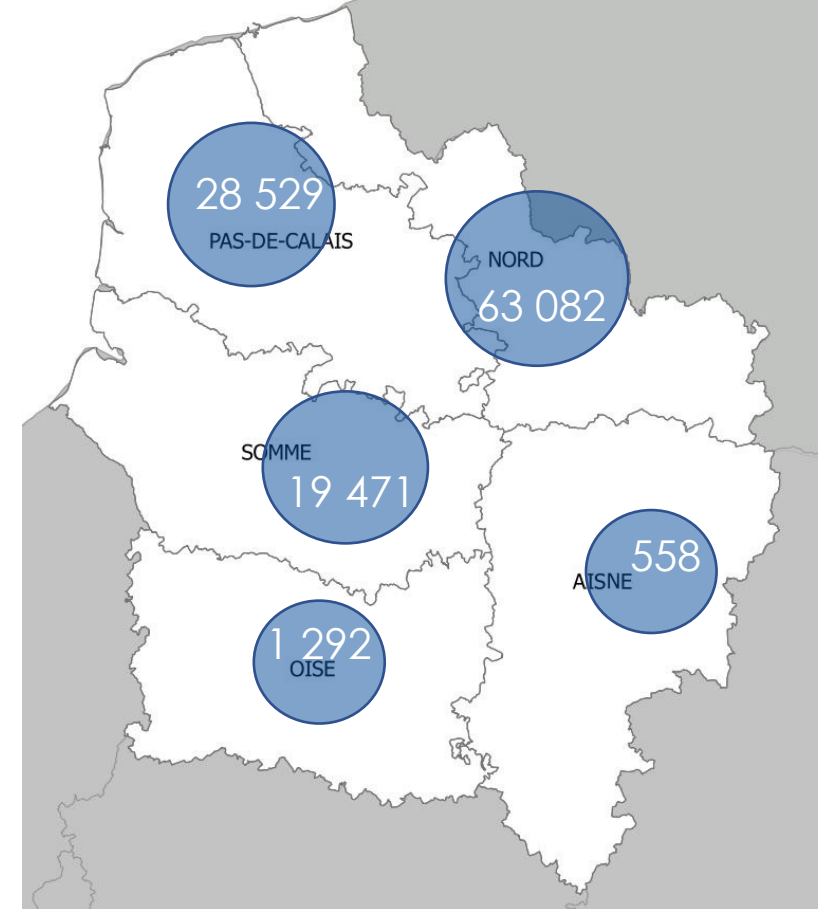 28 529
PAS-DE-CALAIS
NORD
63 082
SOMME
19 471
558
AISNE
1 292
OISE